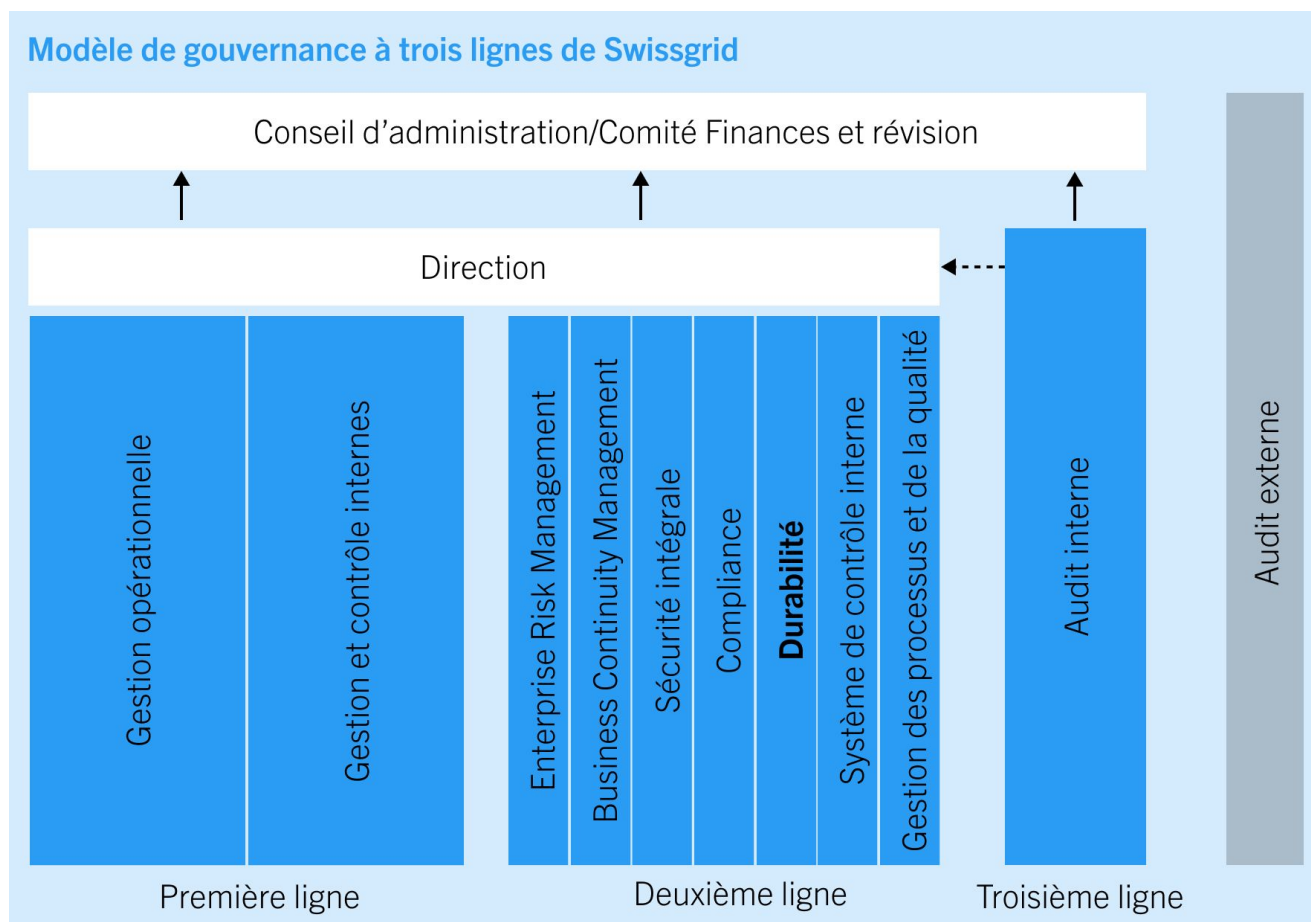 Modèle de gouvernance à trois lignes de Swissgrid
Conseil d’administration/Comité Finances et révision
Direction
Gestion opérationnelle
Gestion et contrôle internes
Enterprise Risk Management
Business Continuity Management
Sécurité intégrale
Compliance
Durabilité
Système de contrôle interne
Gestion des processus et de la qualité
Audit interne
Audit externe
Première ligne
Deuxième ligne
Troisième ligne